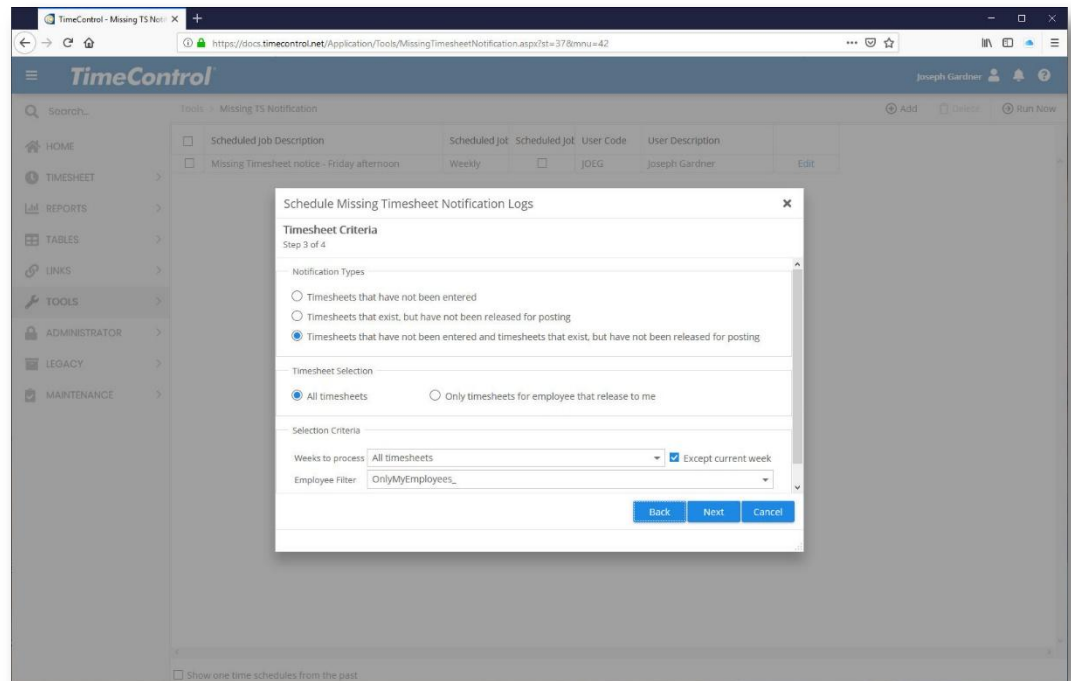 TimeControl - Missing TS Noti
https://docs.timecontrol.net/Application/Tools/MissingTimesheetNotification.aspx?st=37&mnu=42
TimeControl
Joseph Gardner
Search...
Tools > Missing TS Notification
Add
Delete
Run Now
Scheduled Job Description
Scheduled Job
Scheduled Job
User Code
User Description
Missing Timesheet notice - Friday afternoon
Weekly
JOEG
Joseph Gardner
Edit
HOME
TIMESHEET
REPORTS
TABLES
LINKS
TOOLS
ADMINISTRATOR
LEGACY
MAINTENANCE
Schedule Missing Timesheet Notification Logs
Timesheet Criteria
Step 3 of 4
Notification Types
Timesheets that have not been entered
Timesheets that exist, but have not been released for posting
Timesheets that have not been entered and timesheets that exist, but have not been released for posting
Timesheet Selection
All timesheets
Only timesheets for employee that release to me
Selection Criteria
Weeks to process All timesheets
Except current week
Employee Filter OnlyMyEmployees_
Back
Next
Cancel
Show one time schedules from the past